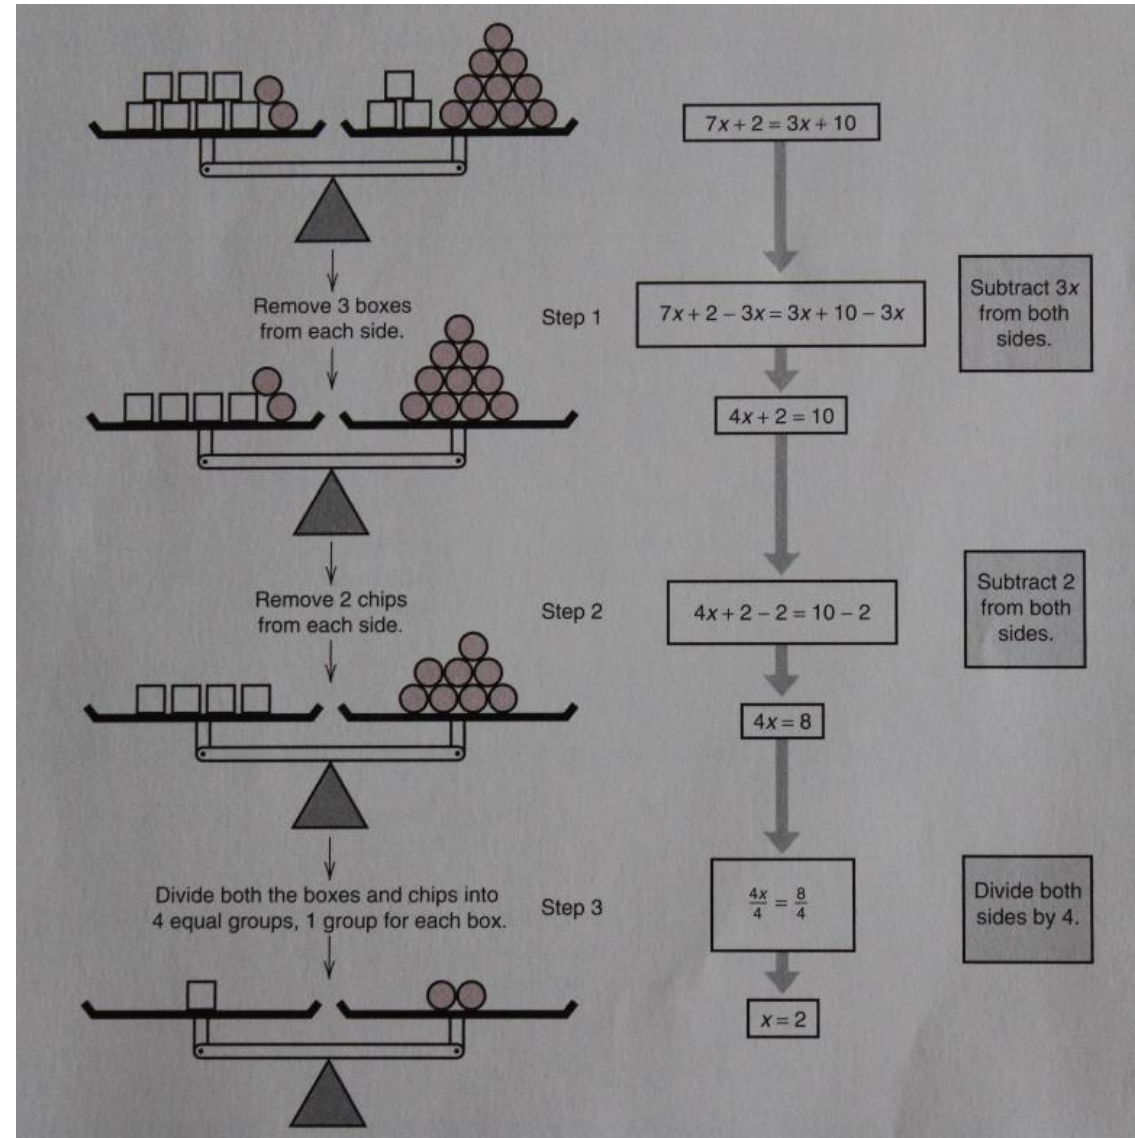 7x + 2 = 3x + 10
Remove 3 boxes
from each side.
Step 1
7x + 2 − 3x = 3x + 10 − 3x
Subtract 3x
from both
sides.
4x + 2 = 10
Remove 2 chips
from each side.
Step 2
4x + 2 − 2 = 10 − 2
Subtract 2
from both
sides.
4x = 8
Divide both the boxes and chips into
4 equal groups, 1 group for each box.
Step 3
4x/4 = 8/4
Divide both
sides by 4.
x = 2